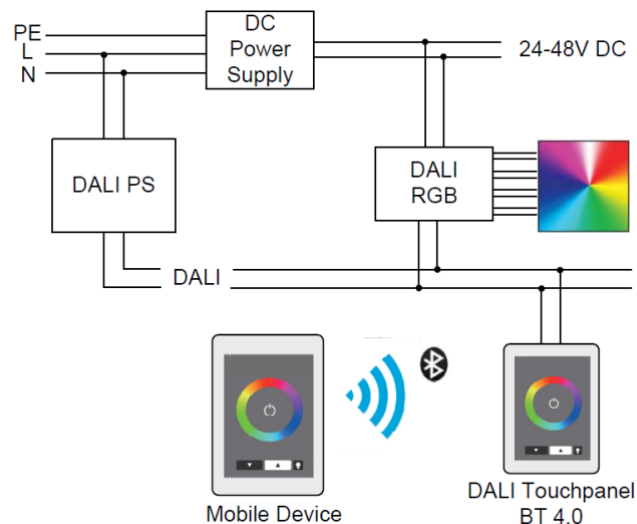 PE
L
N
DC
Power
Supply
24-48V DC
DALI PS
DALI
RGB
DALI
Mobile Device
DALI Touchpanel
BT 4.0